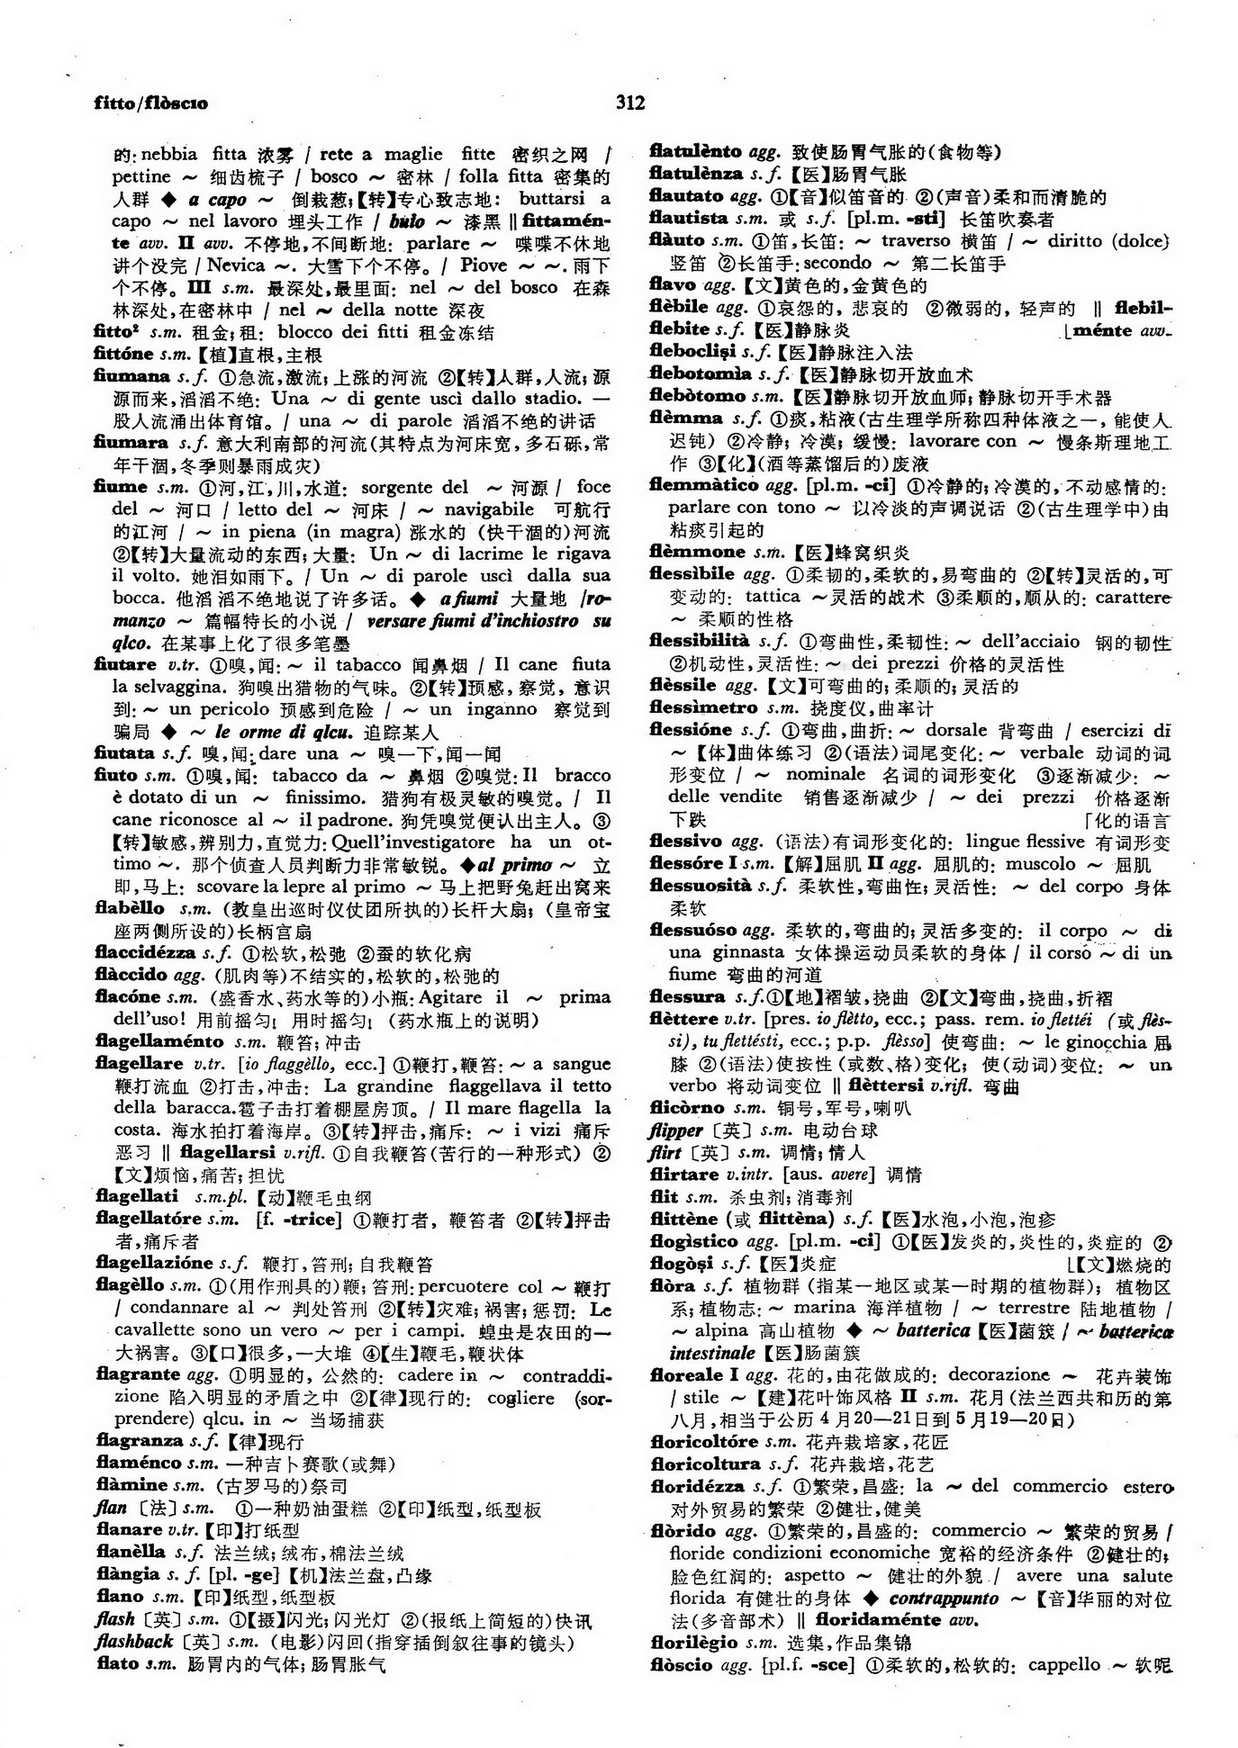 fitto/flòscio
312
的: nebbia fitta 浓雾 / rete a maglie fitte 密织之网 /
pettine ～ 细齿梳子 / bosco ～ 密林 / folla fitta 密集的
人群 ◆ a capo ～ 倒栽葱;【转】专心致志地: buttarsi a
capo ～ nel lavoro 埋头工作 / buio ～ 漆黑 ‖ fittamén-
te avv. II avv. 不停地,不间断地: parlare ～ 喋喋不休地
讲个没完 / Nevica ～. 大雪下个不停。/ Piove ～ ～. 雨下
个不停。III s.m. 最深处,最里面: nel ～ del bosco 在森
林深处,在密林中 / nel ～ della notte 深夜
fitto² s.m. 租金;租: blocco dei fitti 租金冻结
fittóne s.m.【植】直根,主根
fiumana s.f. ①急流,激流;上涨的河流 ②【转】人群,人流;源
源而来,滔滔不绝: Una ～ di gente uscì dallo stadio. 一
股人流涌出体育馆。/ una ～ di parole 滔滔不绝的讲话
fiumara s.f. 意大利南部的河流(其特点为河床宽,多石砾,常
年干涸,冬季则暴雨成灾)
fiume s.m. ①河,江,川,水道: sorgente del ～ 河源 / foce
del ～ 河口 / letto del ～ 河床 / ～ navigabile 可航行
的江河 / ～ in piena (in magra) 涨水的 (快干涸的)河流
②【转】大量流动的东西;大量: Un ～ di lacrime le rigava
il volto. 她泪如雨下。/ Un ～ di parole uscì dalla sua
bocca. 他滔滔不绝地说了许多话。◆ a fiumi 大量地 /ro-
manzo ～ 篇幅特长的小说 / versare fiumi d'inchiostro su
qlco. 在某事上化了很多笔墨
fiutare v.tr. ①嗅,闻: ～ il tabacco 闻鼻烟 / Il cane fiuta
la selvaggina. 狗嗅出猎物的气味。②【转】预感,察觉,意识
到: ～ un pericolo 预感到危险 / ～ un inganno 察觉到
骗局 ◆ ～ le orme di qlcu. 追踪某人
fiutata s.f. 嗅,闻: dare una ～ 嗅一下,闻一闻
fiuto s.m. ①嗅,闻: tabacco da ～ 鼻烟 ②嗅觉: Il bracco
è dotato di un ～ finissimo. 猎狗有极灵敏的嗅觉。/ Il
cane riconosce al ～ il padrone. 狗凭嗅觉便认出主人。③
【转】敏感,辨别力,直觉力: Quell'investigatore ha un ot-
timo ～. 那个侦查人员判断力非常敏锐。◆al primo ～ 立
即,马上: scovare la lepre al primo ～ 马上把野兔赶出窝来
flabèllo s.m. (教皇出巡时仪仗团所执的)长杆大扇; (皇帝宝
座两侧所设的)长柄宫扇
flaccidézza s.f. ①松软,松弛 ②蚕的软化病
flàccido agg. (肌肉等)不结实的,松软的,松弛的
flacóne s.m. (盛香水、药水等的)小瓶: Agitare il ～ prima
dell'uso! 用前摇匀! 用时摇匀! (药水瓶上的说明)
flagellaménto s.m. 鞭笞;冲击
flagellare v.tr. [io flaggèllo, ecc.] ①鞭打,鞭笞: ～ a sangue
鞭打流血 ②打击,冲击: La grandine flaggellava il tetto
della baracca.雹子击打着棚屋房顶。/ Il mare flagella la
costa. 海水拍打着海岸。③【转】抨击,痛斥: ～ i vizi 痛斥
恶习 ‖ flagellarsi v.rifl. ①自我鞭笞(苦行的一种形式) ②
【文】烦恼,痛苦;担忧
flagellati s.m.pl.【动】鞭毛虫纲
flagellatóre s.m. [f. -trice] ①鞭打者, 鞭笞者 ②【转】抨击
者,痛斥者
flagellazióne s.f. 鞭打,笞刑;自我鞭笞
flagèllo s.m. ①(用作刑具的)鞭;笞刑: percuotere col ～ 鞭打
/ condannare al ～ 判处笞刑 ②【转】灾难;祸害;惩罚: Le
cavallette sono un vero ～ per i campi. 蝗虫是农田的一
大祸害。③【口】很多,一大堆 ④【生】鞭毛,鞭状体
flagrante agg. ①明显的, 公然的: cadere in ～ contraddi-
zione 陷入明显的矛盾之中 ②【律】现行的: cogliere (sor-
prendere) qlcu. in ～ 当场捕获
flagranza s.f.【律】现行
flaménco s.m. 一种吉卜赛歌(或舞)
flàmine s.m. (古罗马的)祭司
flan〔法〕s.m. ①一种奶油蛋糕 ②【印】纸型,纸型板
flanare v.tr.【印】打纸型
flanèlla s.f. 法兰绒;绒布,棉法兰绒
flàngia s. f. [pl. -ge]【机】法兰盘,凸缘
flano s.m.【印】纸型,纸型板
flash〔英〕s.m. ①【摄】闪光;闪光灯 ②(报纸上简短的)快讯
flashback〔英〕s.m. (电影)闪回(指穿插倒叙往事的镜头)
flato s.m. 肠胃内的气体;肠胃胀气
flatulènto agg. 致使肠胃气胀的(食物等)
flatulènza s.f.【医】肠胃气胀
flautato agg. ①【音】似笛音的 ②(声音)柔和而清脆的
flautista s.m. 或 s.f. [pl.m. -sti] 长笛吹奏者
flàuto s.m. ①笛,长笛: ～ traverso 横笛 / ～ diritto (dolce)
竖笛 ②长笛手: secondo ～ 第二长笛手
flavo agg.【文】黄色的,金黄色的
flèbile agg. ①哀怨的, 悲哀的 ②微弱的, 轻声的 ‖ flebil-
flebite s.f.【医】静脉炎 ⌊ménte avv.
flebocliṣi s.f.【医】静脉注入法
flebotomìa s.f.【医】静脉切开放血术
flebòtomo s.m.【医】静脉切开放血师;静脉切开手术器
flèmma s.f. ①痰,粘液(古生理学所称四种体液之一, 能使人
迟钝) ②冷静; 冷漠; 缓慢: lavorare con ～ 慢条斯理地工
作 ③【化】(酒等蒸馏后的)废液
flemmàtico agg. [pl.m. -ci] ①冷静的;冷漠的,不动感情的:
parlare con tono ～ 以冷淡的声调说话 ②(古生理学中)由
粘痰引起的
flèmmone s.m.【医】蜂窝织炎
flessìbile agg. ①柔韧的,柔软的,易弯曲的 ②【转】灵活的,可
变动的: tattica ～灵活的战术 ③柔顺的,顺从的: carattere
～ 柔顺的性格
flessibilità s.f. ①弯曲性,柔韧性: ～ dell'acciaio 钢的韧性
②机动性,灵活性: ～ dei prezzi 价格的灵活性
flèssile agg.【文】可弯曲的;柔顺的;灵活的
flessìmetro s.m. 挠度仪,曲率计
flessióne s.f. ①弯曲,曲折: ～ dorsale 背弯曲 / esercizi di
～【体】曲体练习 ②(语法)词尾变化: ～ verbale 动词的词
形变位 / ～ nominale 名词的词形变化 ③逐渐减少: ～
delle vendite 销售逐渐减少 / ～ dei prezzi 价格逐渐
下跌 ⌈化的语言
flessivo agg. (语法)有词形变化的: lingue flessive 有词形变
flessóre I s.m.【解】屈肌 II agg. 屈肌的: muscolo ～ 屈肌
flessuosità s.f. 柔软性,弯曲性;灵活性: ～ del corpo 身体
柔软
flessuóso agg. 柔软的,弯曲的;灵活多变的: il corpo ～ di
una ginnasta 女体操运动员柔软的身体 / il corso ～ di un
fiume 弯曲的河道
flessura s.f.①【地】褶皱,挠曲 ②【文】弯曲,挠曲,折褶
flèttere v.tr. [pres. io flètto, ecc.; pass. rem. io flettéi (或 flès-
si), tu flettésti, ecc.; p.p. flèsso] 使弯曲: ～ le ginocchia 屈
膝 ②(语法)使按性 (或数、格)变化; 使(动词)变位: ～ un
verbo 将动词变位 ‖ flèttersi v.rifl. 弯曲
flicòrno s.m. 铜号,军号,喇叭
flipper〔英〕s.m. 电动台球
flirt〔英〕s.m. 调情;情人
flirtare v.intr. [aus. avere] 调情
flit s.m. 杀虫剂;消毒剂
flittène (或 flittèna) s.f.【医】水泡,小泡,泡疹
flogìstico agg. [pl.m. -ci] ①【医】发炎的,炎性的,炎症的 ②
flogòṣi s.f.【医】炎症 ⌊【文】燃烧的
flòra s.f. 植物群 (指某一地区或某一时期的植物群); 植物区
系;植物志: ～ marina 海洋植物 / ～ terrestre 陆地植物 /
～ alpina 高山植物 ◆ ～ batterica【医】菌簇 / ～ batterica
intestinale【医】肠菌簇
floreale I agg. 花的,由花做成的: decorazione ～ 花卉装饰
/ stile ～【建】花叶饰风格 II s.m. 花月(法兰西共和历的第
八月,相当于公历4月20—21日到5月19—20日)
floricoltóre s.m. 花卉栽培家,花匠
floricoltura s.f. 花卉栽培,花艺
floridézza s.f. ①繁荣,昌盛: la ～ del commercio estero
对外贸易的繁荣 ②健壮,健美
flòrido agg. ①繁荣的,昌盛的: commercio ～ 繁荣的贸易 /
floride condizioni economiche 宽裕的经济条件 ②健壮的;
脸色红润的: aspetto ～ 健壮的外貌 / avere una salute
florida 有健壮的身体 ◆ contrappunto ～【音】华丽的对位
法(多音部术) ‖ floridaménte avv.
florilègio s.m. 选集,作品集锦
flòscio agg. [pl.f. -sce] ①柔软的,松软的: cappello ～ 软呢